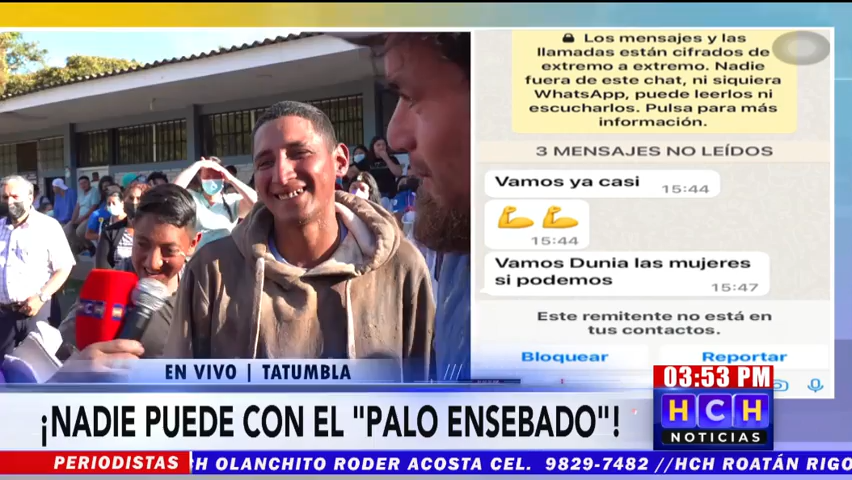 Los mensajes y las
llamadas están cifrados de
extremo a extremo. Nadie
fuera de este chat, ni siquiera
WhatsApp, puede leerlos ni
escucharlos. Pulsa para más
información.
3 MENSAJES NO LEÍDOS
Vamos ya casi 15:44
💪💪
15:44
Vamos Dunia las mujeres
si podemos 15:47
Este remitente no está en
tus contactos.
Bloquear Reportar
EN VIVO | TATUMBLA
03:53 PM
¡NADIE PUEDE CON EL "PALO ENSEBADO"!
HCH
NOTICIAS
PERIODISTAS CH OLANCHITO RODER ACOSTA CEL. 9829-7482 //HCH ROATÁN RIGO